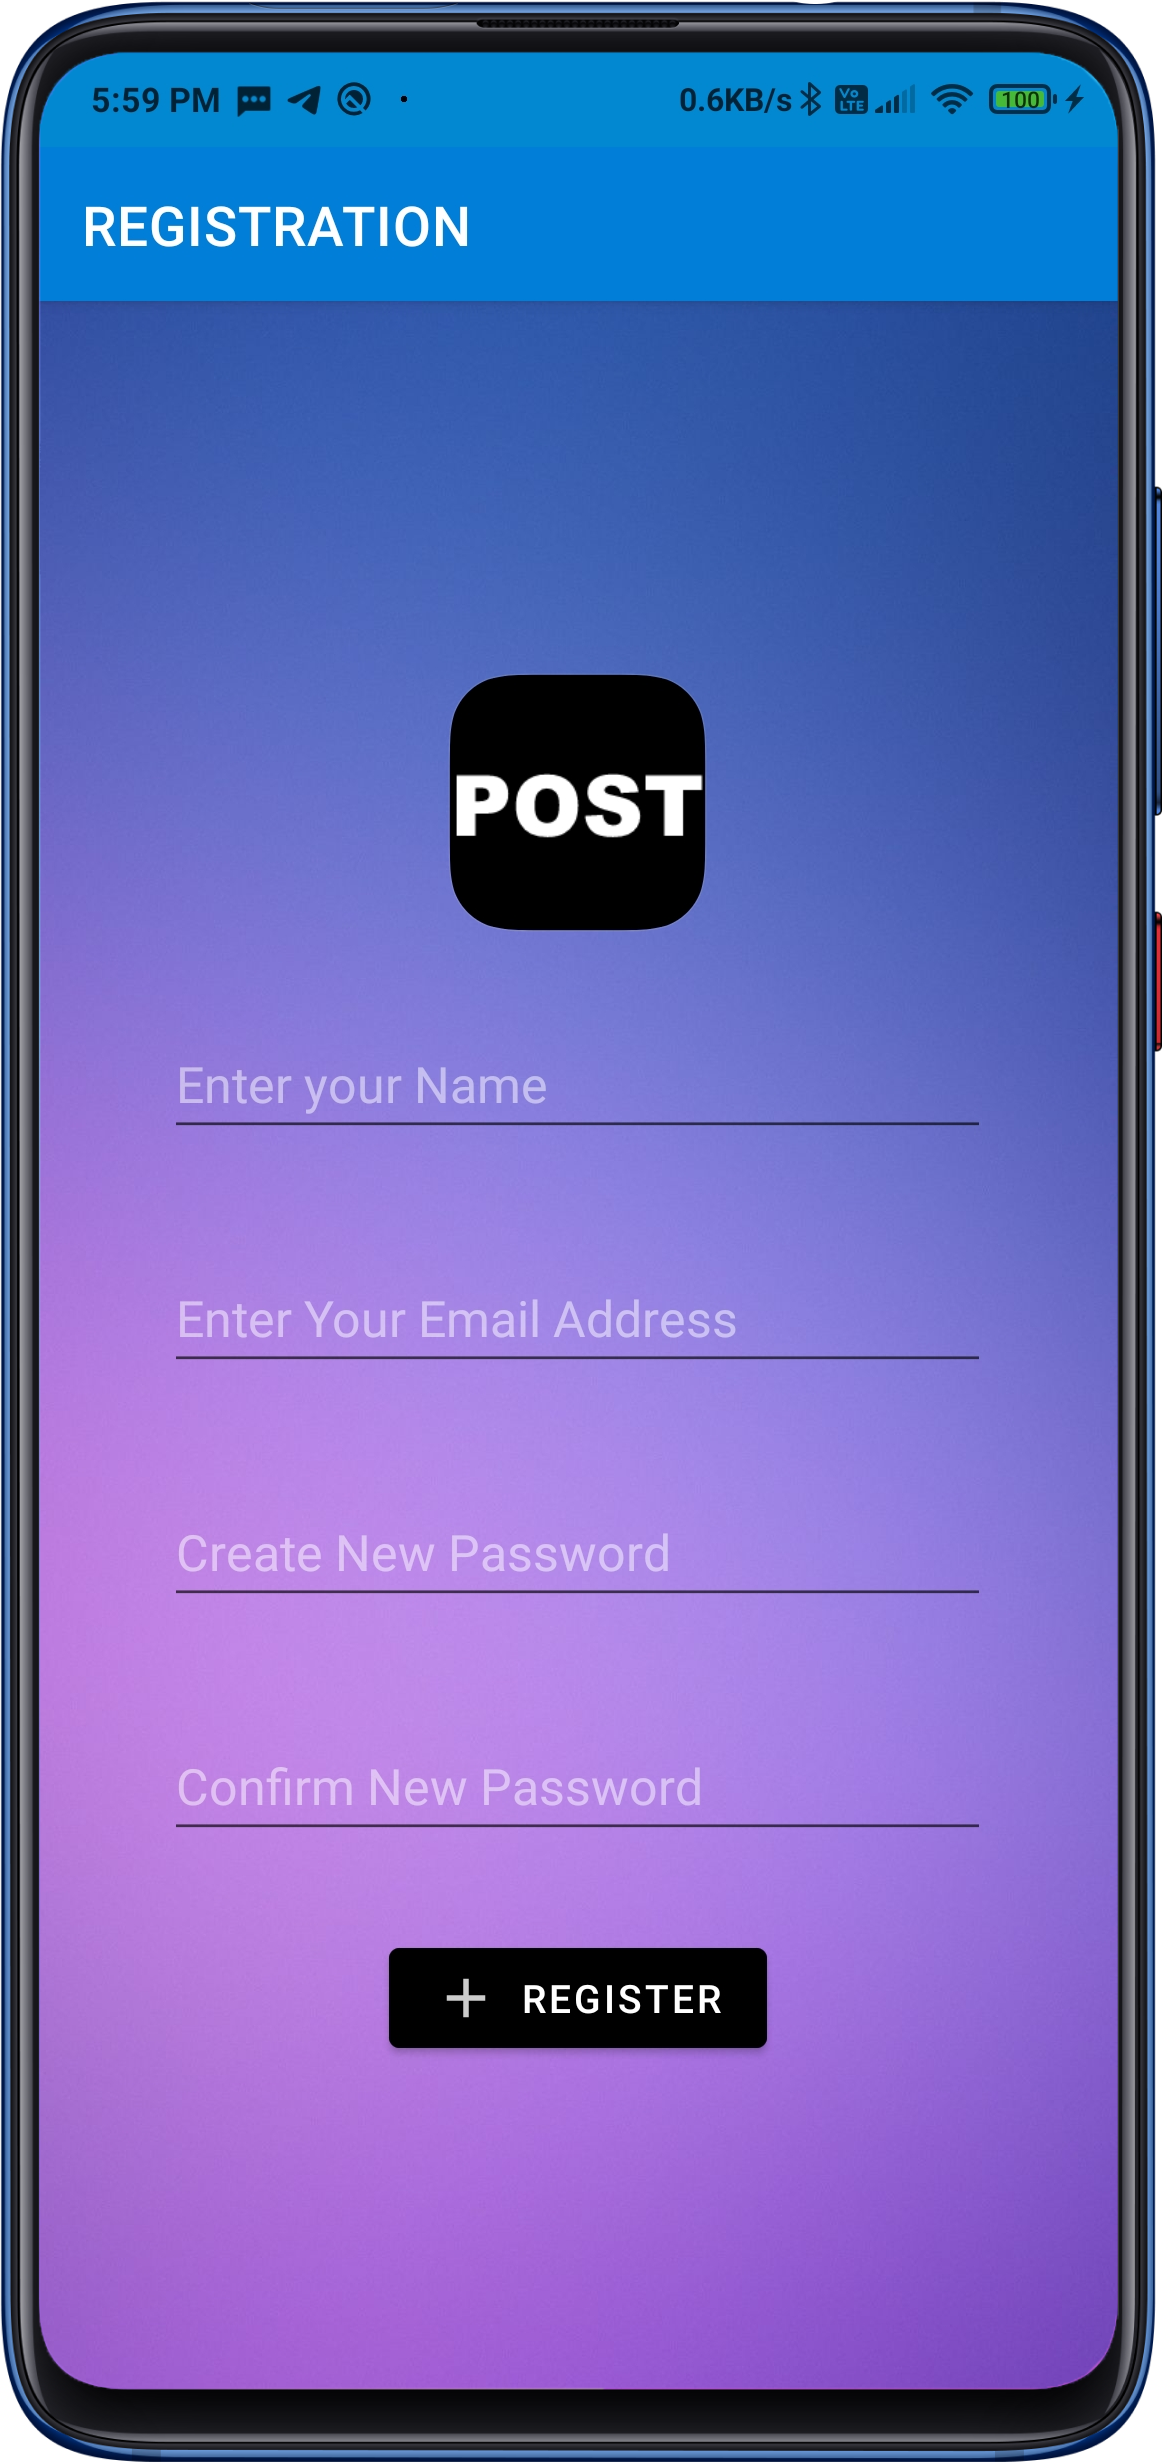 5:59 PM 0.6KB/s Vo LTE 100
REGISTRATION
POST
Enter your Name
Enter Your Email Address
Create New Password
Confirm New Password
REGISTER